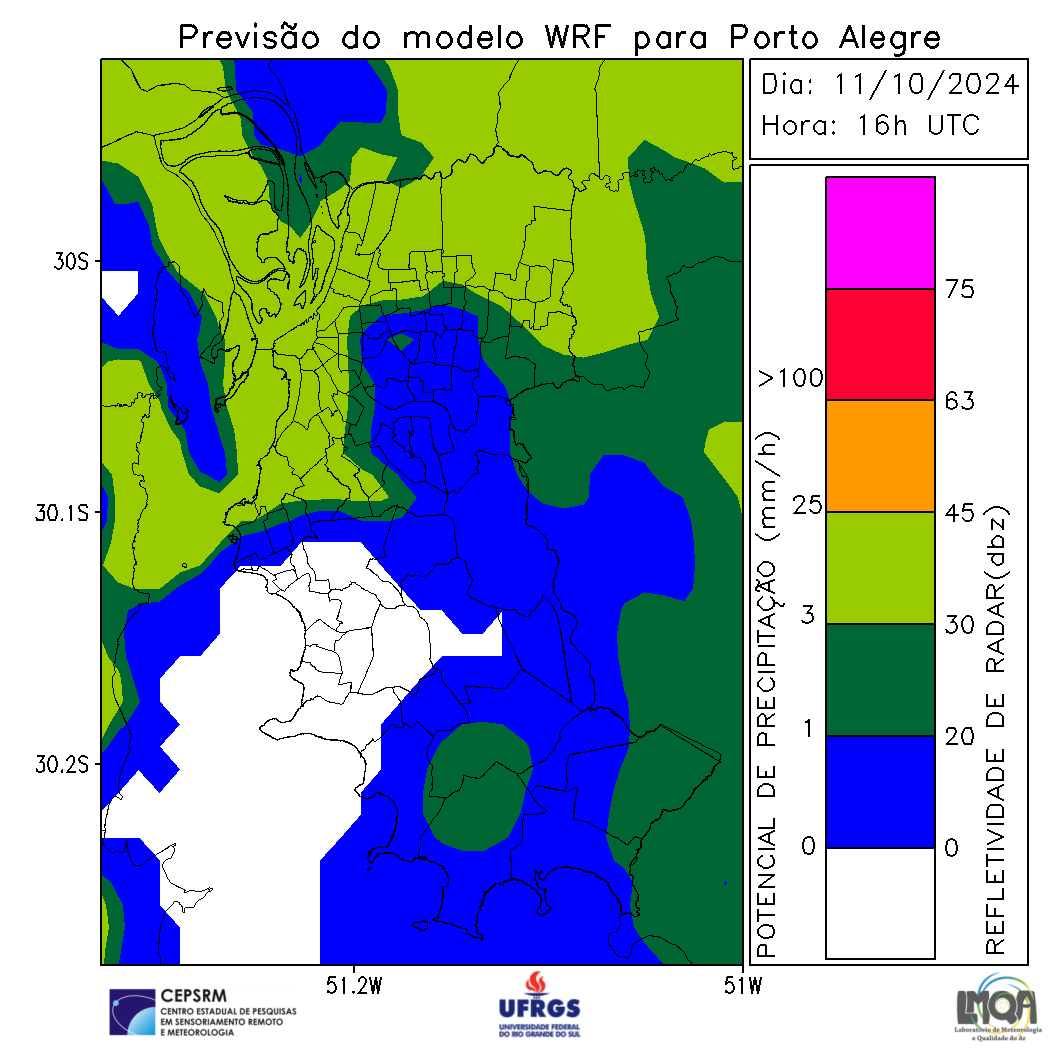 Previsão do modelo WRF para Porto Alegre
Dia: 11/10/2024
Hora: 16h UTC
30S
30.1S
30.2S
51.2W
51W
POTENCIAL DE PRECIPITAÇÃO (mm/h)
>100
25
3
1
0
75
63
45
30
20
0
REFLETIVIDADE DE RADAR(dbz)
CEPSRM
CENTRO ESTADUAL DE PESQUISAS
EM SENSORIAMENTO REMOTO
E METEOROLOGIA
UFRGS
UNIVERSIDADE FEDERAL
DO RIO GRANDE DO SUL
LMQA
Laboratório de Meteorologia
e Qualidade do Ar